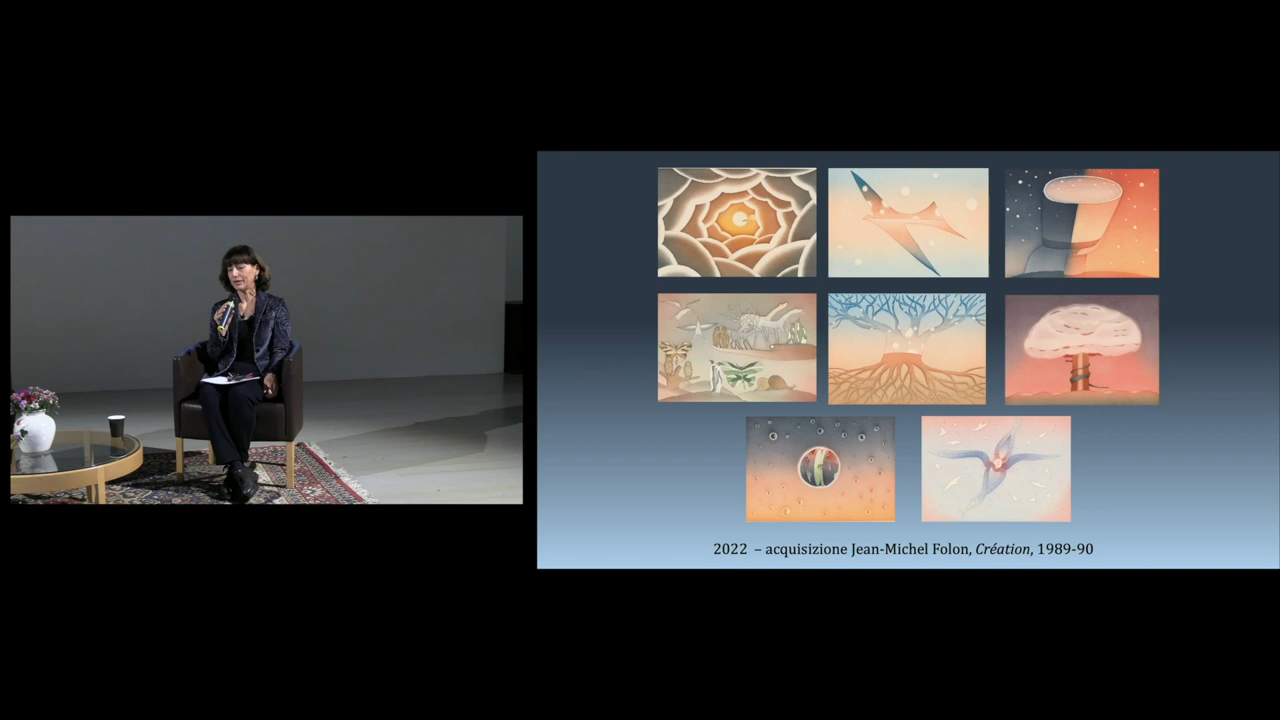 2022 – acquisizione Jean-Michel Folon, Création, 1989-90